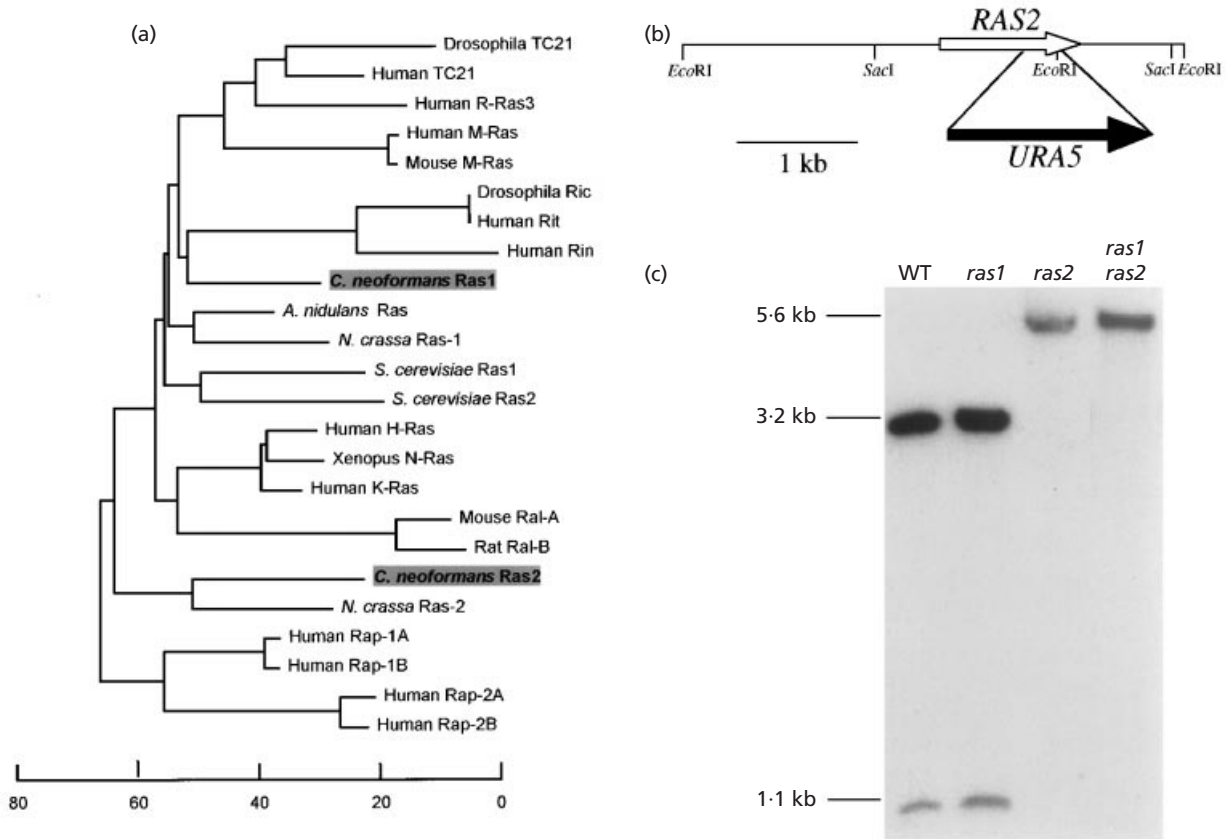 (a)
Drosophila TC21
Human TC21
Human R-Ras3
Human M-Ras
Mouse M-Ras
Drosophila Ric
Human Rit
Human Rin
C. neoformans Ras1
A. nidulans Ras
N. crassa Ras-1
S. cerevisiae Ras1
S. cerevisiae Ras2
Human H-Ras
Xenopus N-Ras
Human K-Ras
Mouse Ral-A
Rat Ral-B
C. neoformans Ras2
N. crassa Ras-2
Human Rap-1A
Human Rap-1B
Human Rap-2A
Human Rap-2B
80 60 40 20 0
(b)
RAS2
EcoRI SacI EcoRI SacI EcoRI
1 kb
URA5
(c)
WT ras1 ras2 ras1 ras2
5·6 kb
3·2 kb
1·1 kb